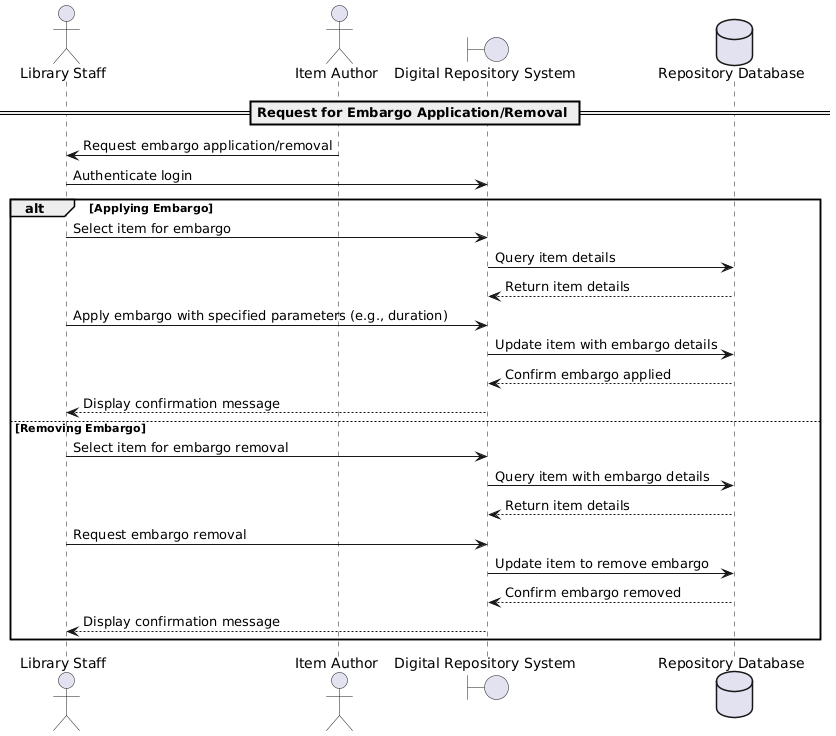 Library Staff
Item Author
Digital Repository System
Repository Database
Request for Embargo Application/Removal
Request embargo application/removal
Authenticate login
alt
[Applying Embargo]
Select item for embargo
Query item details
Return item details
Apply embargo with specified parameters (e.g., duration)
Update item with embargo details
Confirm embargo applied
Display confirmation message
[Removing Embargo]
Select item for embargo removal
Query item with embargo details
Return item details
Request embargo removal
Update item to remove embargo
Confirm embargo removed
Display confirmation message
Library Staff
Item Author
Digital Repository System
Repository Database